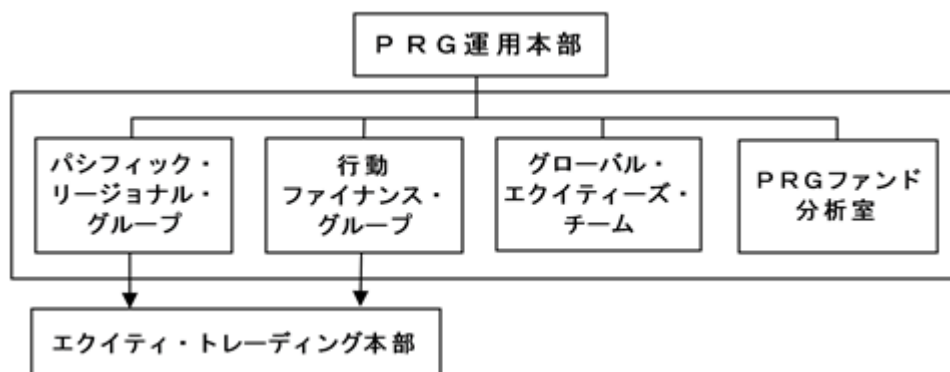 ＰＲＧ運用本部
パシフィック・
リージョナル・
グループ
行動
ファイナンス・
グループ
グローバル・
エクイティーズ・
チーム
ＰＲＧファンド
分析室
エクイティ・トレーディング本部